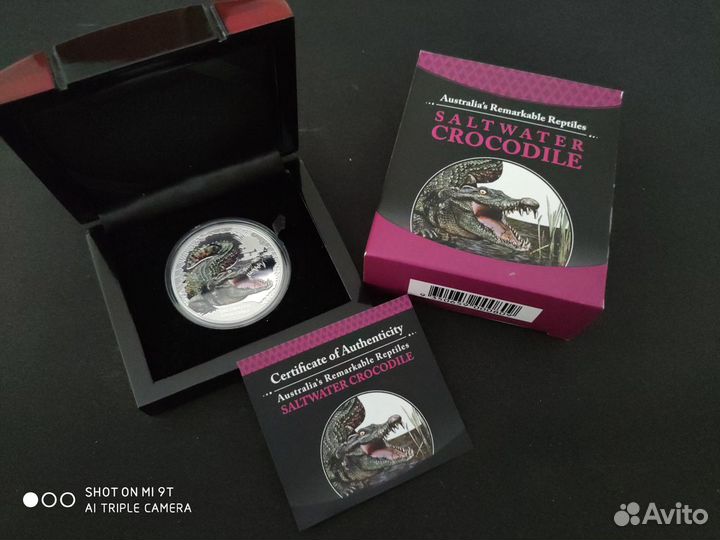 Australia's Remarkable Reptiles
SALTWATER
CROCODILE
Certificate of Authenticity
Australia's Remarkable Reptiles
SALTWATER CROCODILE
SHOT ON MI 9T
AI TRIPLE CAMERA
Avito